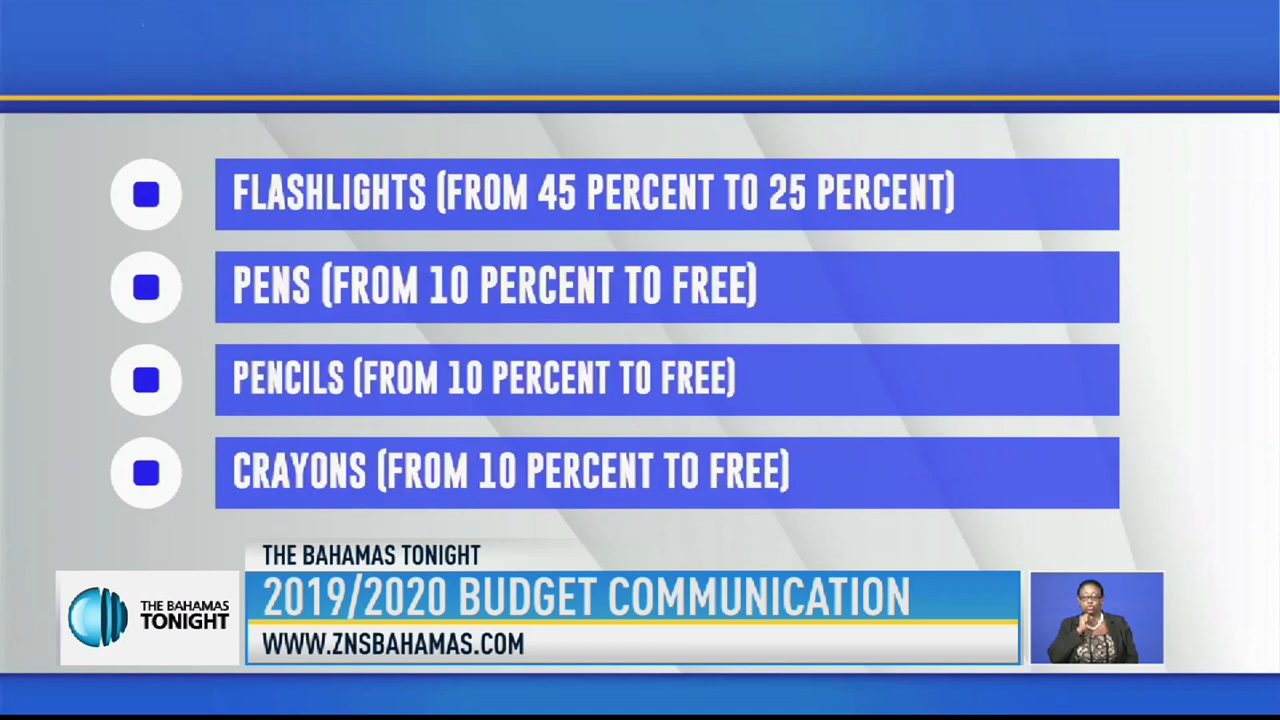 FLASHLIGHTS (FROM 45 PERCENT TO 25 PERCENT)
PENS (FROM 10 PERCENT TO FREE)
PENCILS (FROM 10 PERCENT TO FREE)
CRAYONS (FROM 10 PERCENT TO FREE)
THE BAHAMAS TONIGHT
2019/2020 BUDGET COMMUNICATION
WWW.ZNSBAHAMAS.COM
THE BAHAMAS
TONIGHT